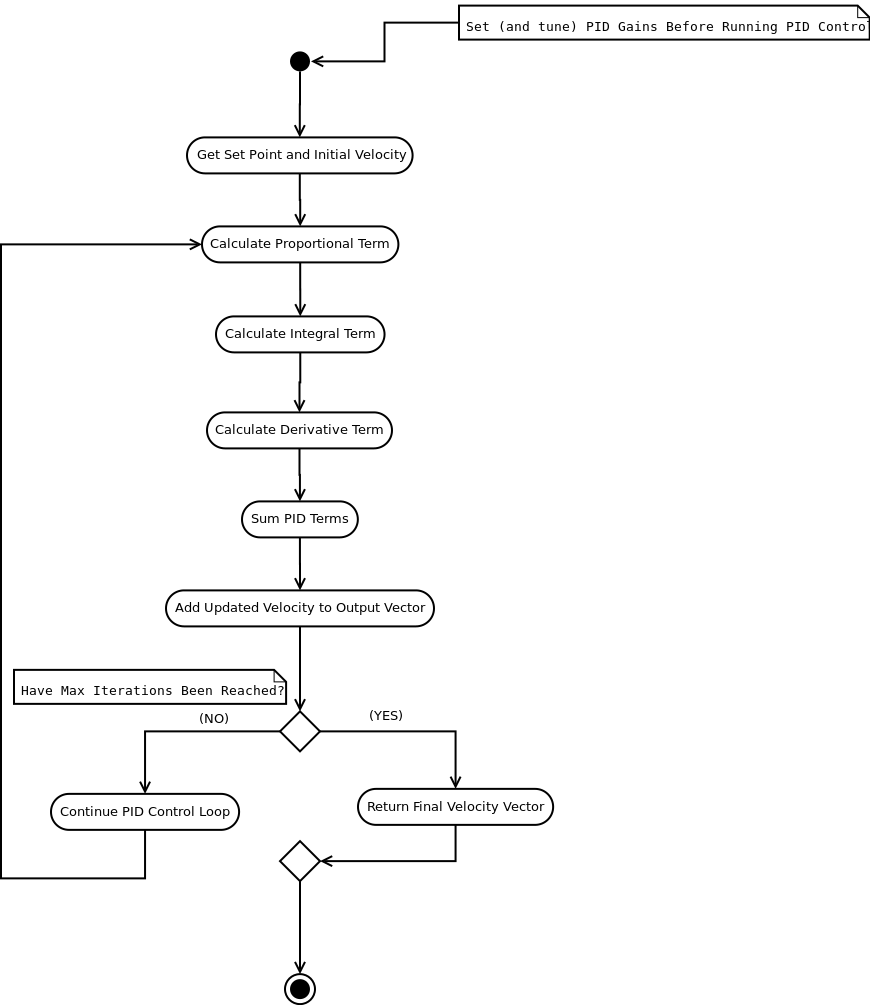 Set (and tune) PID Gains Before Running PID Control
Get Set Point and Initial Velocity
Calculate Proportional Term
Calculate Integral Term
Calculate Derivative Term
Sum PID Terms
Add Updated Velocity to Output Vector
Have Max Iterations Been Reached?
(NO)
(YES)
Continue PID Control Loop
Return Final Velocity Vector